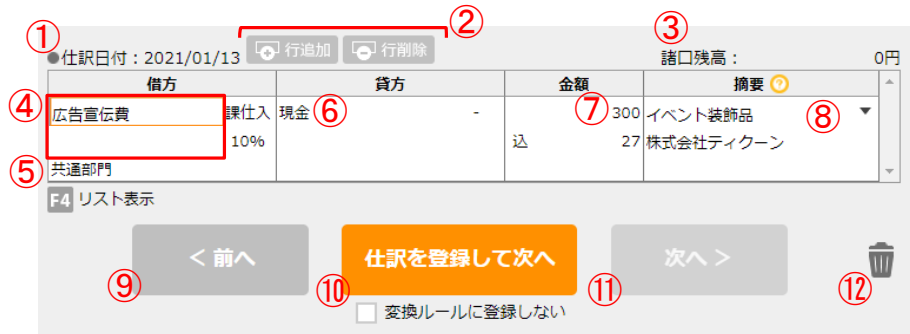 ① ② ③
●仕訳日付：2021/01/13 行追加 行削除 諸口残高： 0円
借方 貸方 金額 摘要 ?
④ 広告宣伝費 課仕入 現金 ⑥ - ⑦ 300 イベント装飾品 ⑧
10% 込 27 株式会社ティクーン
⑤ 共通部門
F4 リスト表示
＜前へ 仕訳を登録して次へ 次へ＞
⑨ ⑩ ⑪ ⑫
変換ルールに登録しない